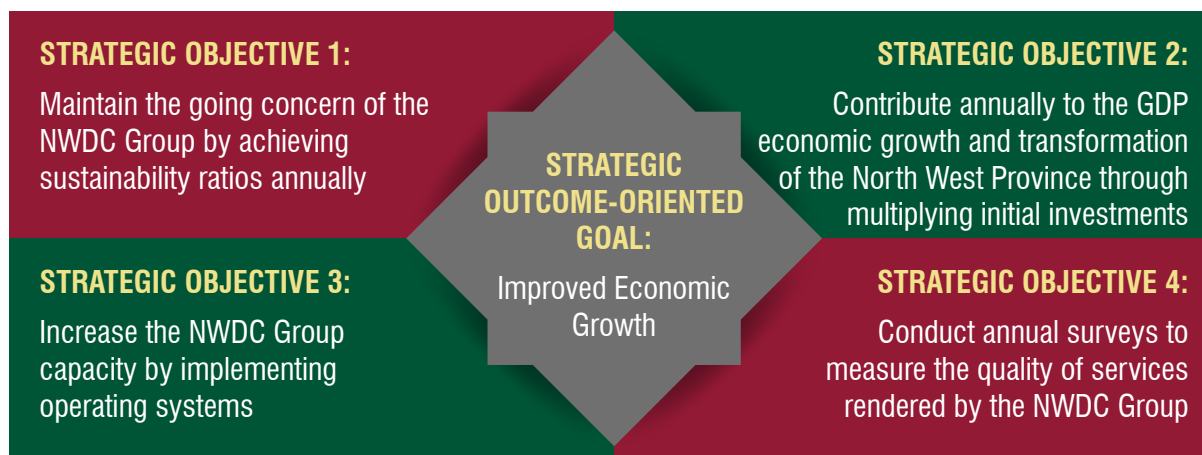 STRATEGIC OBJECTIVE 1:
Maintain the going concern of the
NWDC Group by achieving
sustainability ratios annually
STRATEGIC OBJECTIVE 2:
Contribute annually to the GDP
economic growth and transformation
of the North West Province through
multiplying initial investments
STRATEGIC
OUTCOME-ORIENTED
GOAL:
Improved Economic
Growth
STRATEGIC OBJECTIVE 3:
Increase the NWDC Group
capacity by implementing
operating systems
STRATEGIC OBJECTIVE 4:
Conduct annual surveys to
measure the quality of services
rendered by the NWDC Group